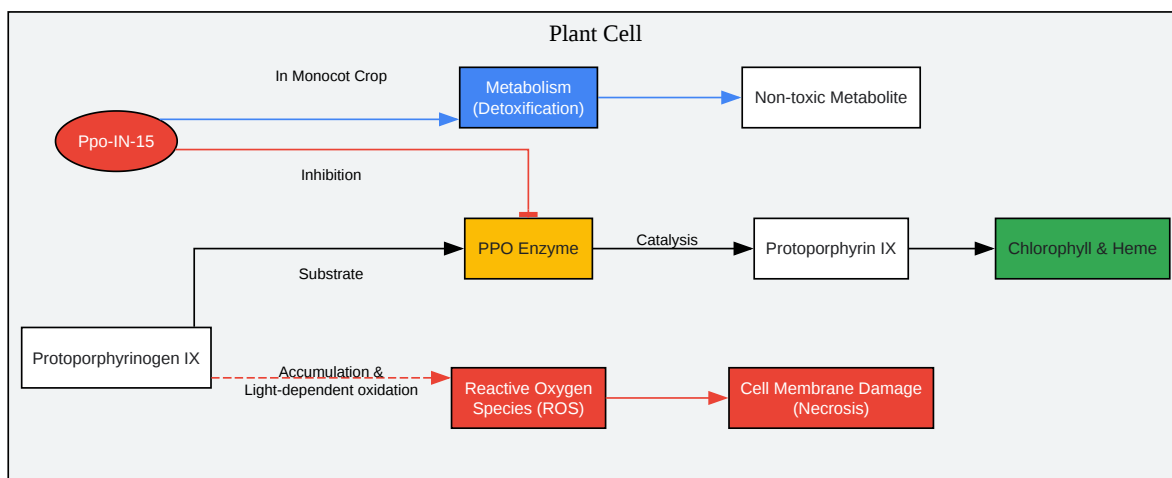 Plant Cell
In Monocot Crop
Metabolism
(Detoxification)
Non-toxic Metabolite
Ppo-IN-15
Inhibition
PPO Enzyme
Catalysis
Protoporphyrin IX
Chlorophyll & Heme
Substrate
Protoporphyrinogen IX
Accumulation &
Light-dependent oxidation
Reactive Oxygen
Species (ROS)
Cell Membrane Damage
(Necrosis)